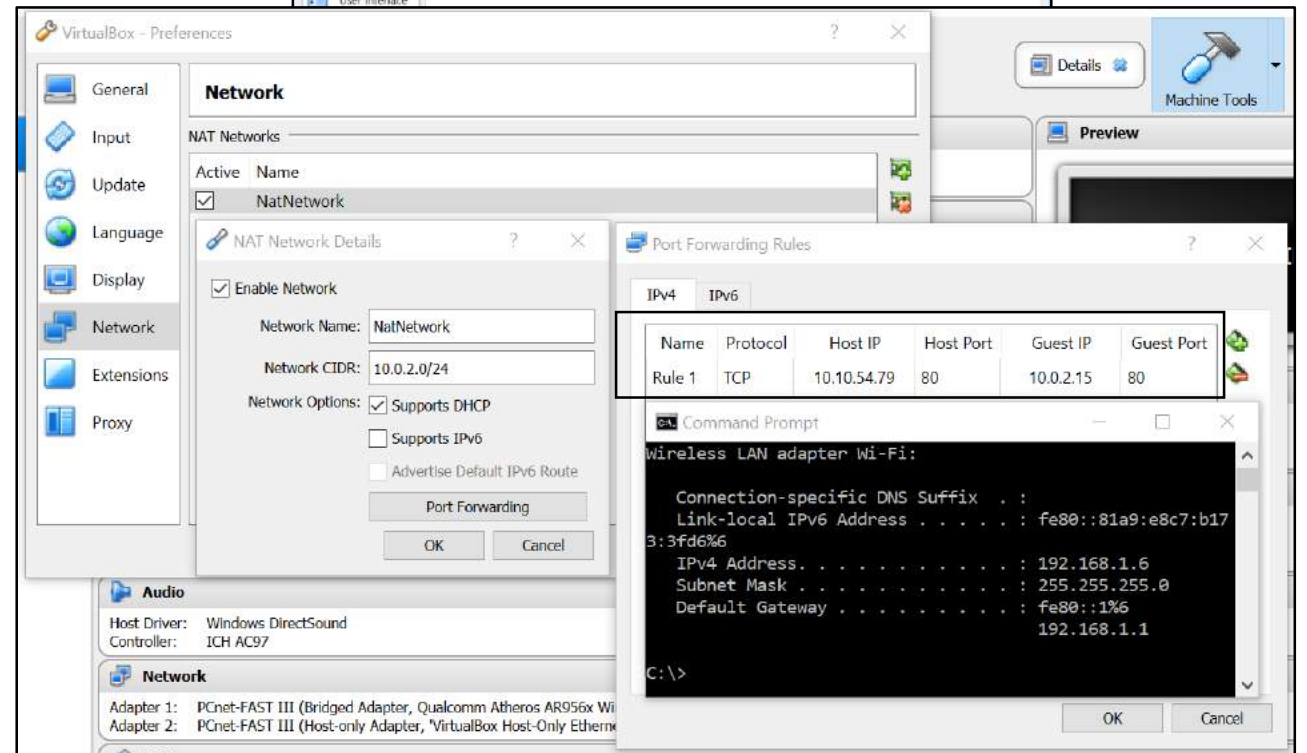 User Interface
VirtualBox - Preferences
General
Input
Update
Language
Display
Network
Extensions
Proxy
Network
NAT Networks
Active Name
NatNetwork
Details
Machine Tools
Preview
NAT Network Details
Enable Network
Network Name: NatNetwork
Network CIDR: 10.0.2.0/24
Network Options: Supports DHCP
Supports IPv6
Advertise Default IPv6 Route
Port Forwarding
OK Cancel
Port Forwarding Rules
IPv4 IPv6
Name Protocol Host IP Host Port Guest IP Guest Port
Rule 1 TCP 10.10.54.79 80 10.0.2.15 80
Command Prompt
Wireless LAN adapter Wi-Fi:
Connection-specific DNS Suffix . :
Link-local IPv6 Address . . . . . : fe80::81a9:e8c7:b17
3:3fd6%6
IPv4 Address. . . . . . . . . . . : 192.168.1.6
Subnet Mask . . . . . . . . . . . : 255.255.255.0
Default Gateway . . . . . . . . . : fe80::1%6
192.168.1.1
C:\>
OK Cancel
Audio
Host Driver: Windows DirectSound
Controller: ICH AC97
Network
Adapter 1: PCnet-FAST III (Bridged Adapter, Qualcomm Atheros AR956x Wi
Adapter 2: PCnet-FAST III (Host-only Adapter, 'VirtualBox Host-Only Etherne